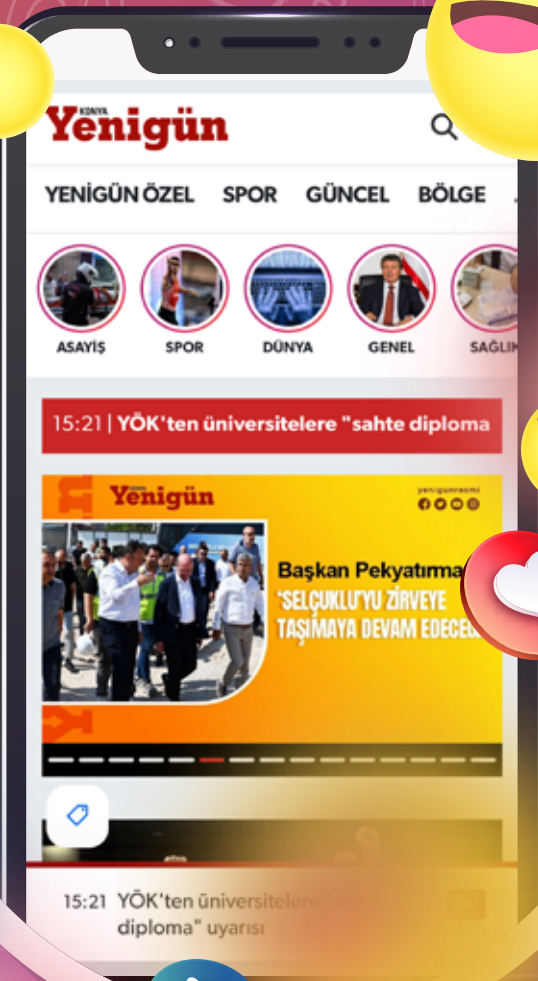 KONYA
Yenigün
YENİGÜN ÖZEL SPOR GÜNCEL BÖLGE
ASAYİŞ SPOR DÜNYA GENEL SAĞLIK
15:21 | YÖK'ten üniversitelere "sahte diploma
Yenigün
yenigunresmi
Başkan Pekyatırma
'SELÇUKLU'YU ZİRVEYE
TAŞIMAYA DEVAM EDECE
15:21 YÖK'ten üniversitelere
diploma" uyarısı